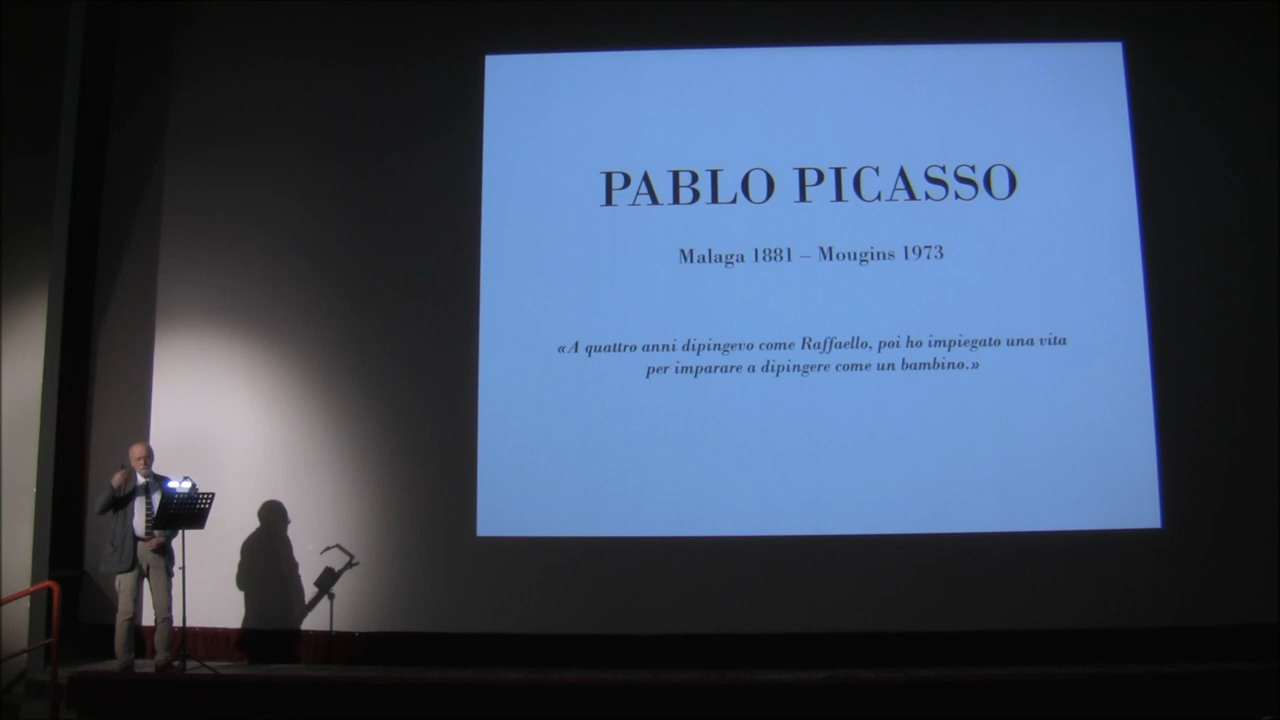 PABLO PICASSO
Malaga 1881 – Mougins 1973
«A quattro anni dipingevo come Raffaello, poi ho impiegato una vita
per imparare a dipingere come un bambino.»